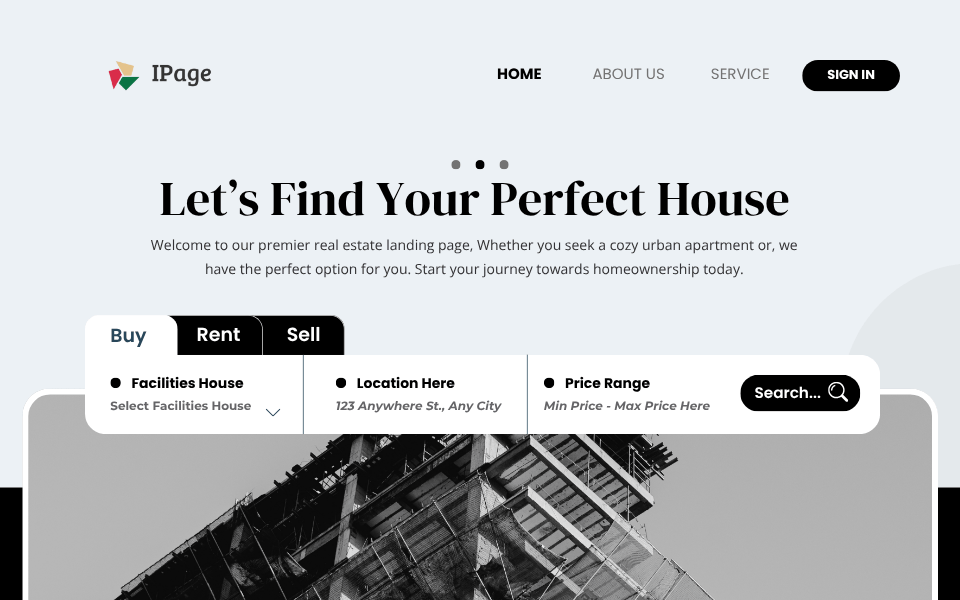 IPage
HOME ABOUT US SERVICE SIGN IN
Let’s Find Your Perfect House
Welcome to our premier real estate landing page, Whether you seek a cozy urban apartment or, we
have the perfect option for you. Start your journey towards homeownership today.
Buy Rent Sell
Facilities House Location Here Price Range
Select Facilities House 123 Anywhere St., Any City Min Price - Max Price Here
Search...